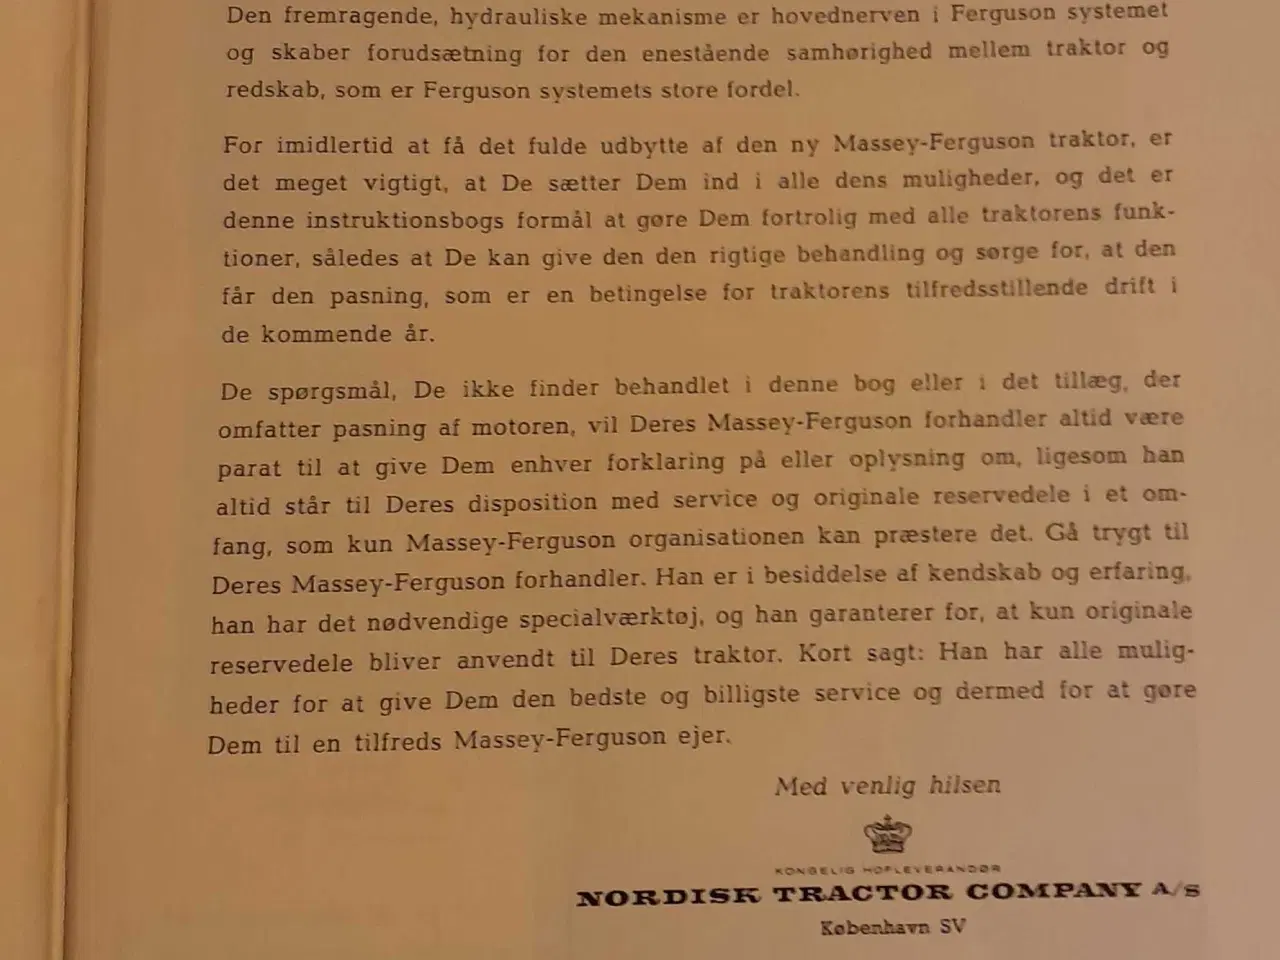 Den fremragende, hydrauliske mekanisme er hovednerven i Ferguson systemet
og skaber forudsætning for den enestående samhørighed mellem traktor og
redskab, som er Ferguson systemets store fordel.
For imidlertid at få det fulde udbytte af den ny Massey-Ferguson traktor, er
det meget vigtigt, at De sætter Dem ind i alle dens muligheder, og det er
denne instruktionsbogs formål at gøre Dem fortrolig med alle traktorens funk-
tioner, således at De kan give den den rigtige behandling og sørge for, at den
får den pasning, som er en betingelse for traktorens tilfredsstillende drift i
de kommende år.
De spørgsmål, De ikke finder behandlet i denne bog eller i det tillæg, der
omfatter pasning af motoren, vil Deres Massey-Ferguson forhandler altid være
parat til at give Dem enhver forklaring på eller oplysning om, ligesom han
altid står til Deres disposition med service og originale reservedele i et om-
fang, som kun Massey-Ferguson organisationen kan præstere det. Gå trygt til
Deres Massey-Ferguson forhandler. Han er i besiddelse af kendskab og erfaring,
han har det nødvendige specialværktøj, og han garanterer for, at kun originale
reservedele bliver anvendt til Deres traktor. Kort sagt: Han har alle mulig-
heder for at give Dem den bedste og billigste service og dermed for at gøre
Dem til en tilfreds Massey-Ferguson ejer.
Med venlig hilsen
KONGELIG HOFLEVERANDØR
NORDISK TRACTOR COMPANY A/S
København SV